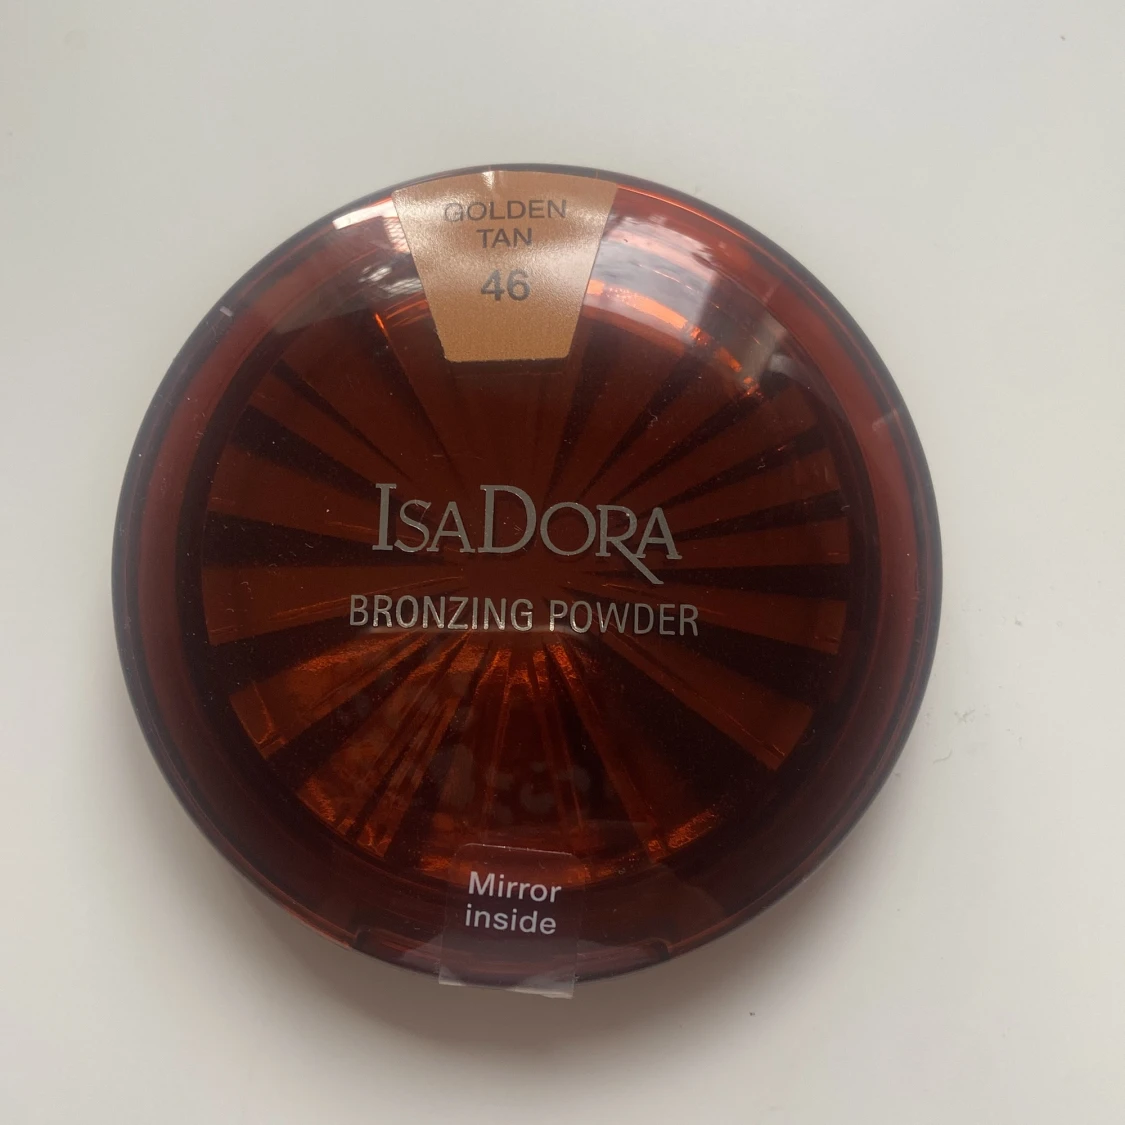 GOLDEN
TAN
46
ISADORA
BRONZING POWDER
Mirror
inside